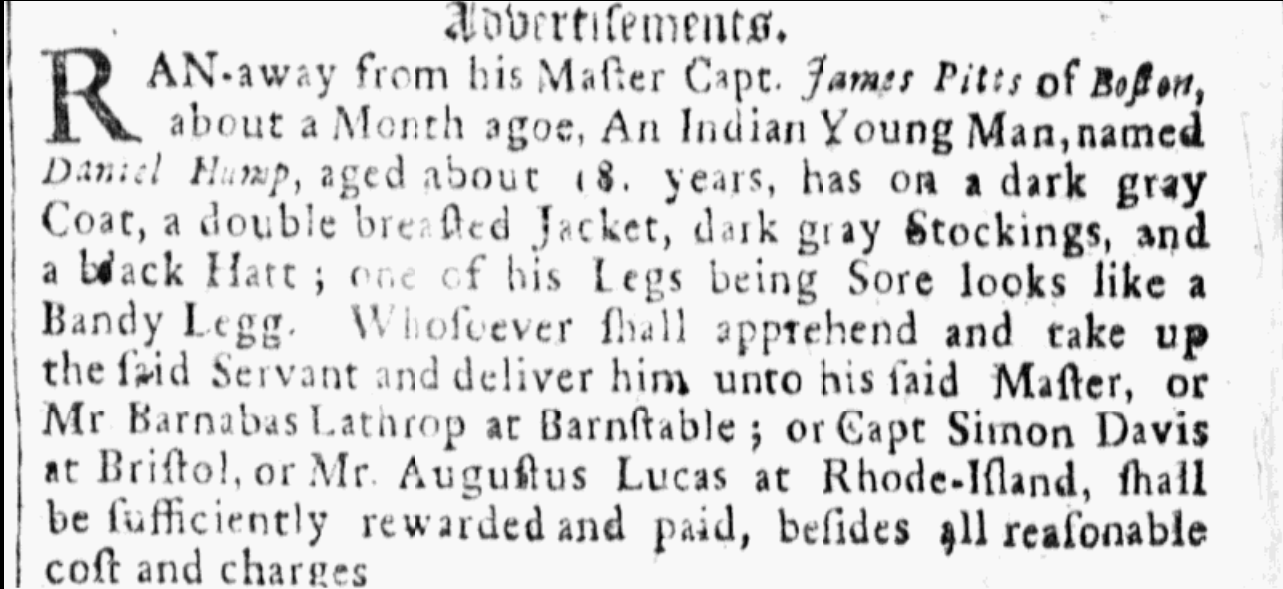 Advertiſements.
RAN-away from his Maſter Capt. James Pitts of Boſton,
about a Month agoe, An Indian Young Man, named
Daniel Hump, aged about 18. years, has on a dark gray
Coat, a double breaſted Jacket, dark gray Stockings, and
a black Hatt; one of his Legs being Sore looks like a
Bandy Legg. Whoſoever ſhall apprehend and take up
the ſaid Servant and deliver him unto his ſaid Maſter, or
Mr Barnabas Lathrop at Barnſtable; or Capt Simon Davis
at Briſtol, or Mr. Auguſtus Lucas at Rhode-Iſland, ſhall
be ſufficiently rewarded and paid, beſides all reaſonable
coſt and charges